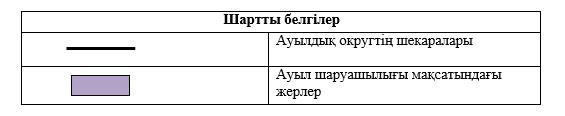 Шартты белгілер
Ауылдық округтің шекаралары
Ауыл шаруашылығы мақсатындағы
жерлер